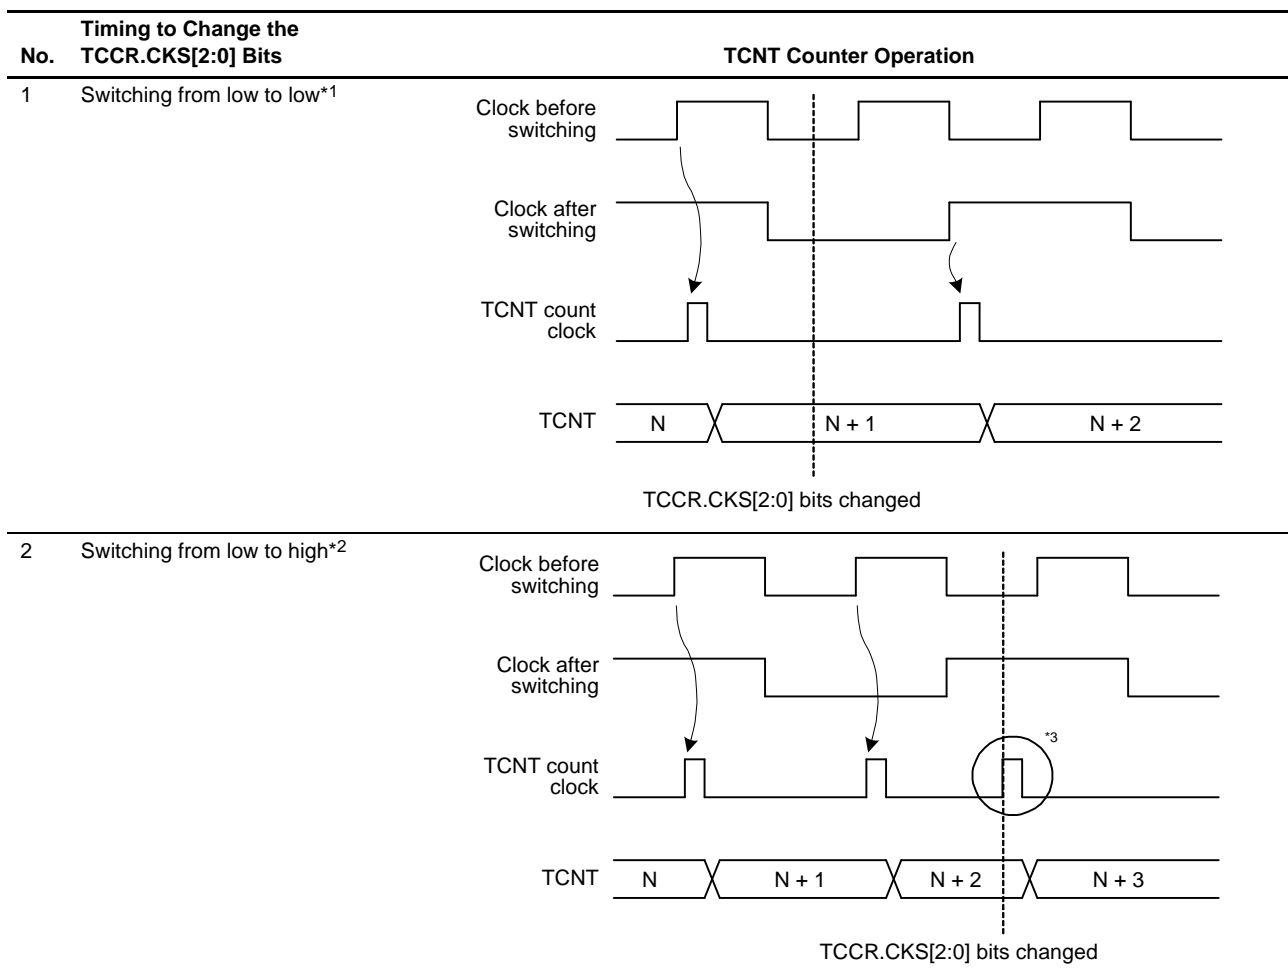 Timing to Change the
No. TCCR.CKS[2:0] Bits TCNT Counter Operation
1 Switching from low to low*1
Clock before
switching
Clock after
switching
TCNT count
clock
TCNT N N + 1 N + 2
TCCR.CKS[2:0] bits changed
2 Switching from low to high*2
Clock before
switching
Clock after
switching
*3
TCNT count
clock
TCNT N N + 1 N + 2 N + 3
TCCR.CKS[2:0] bits changed